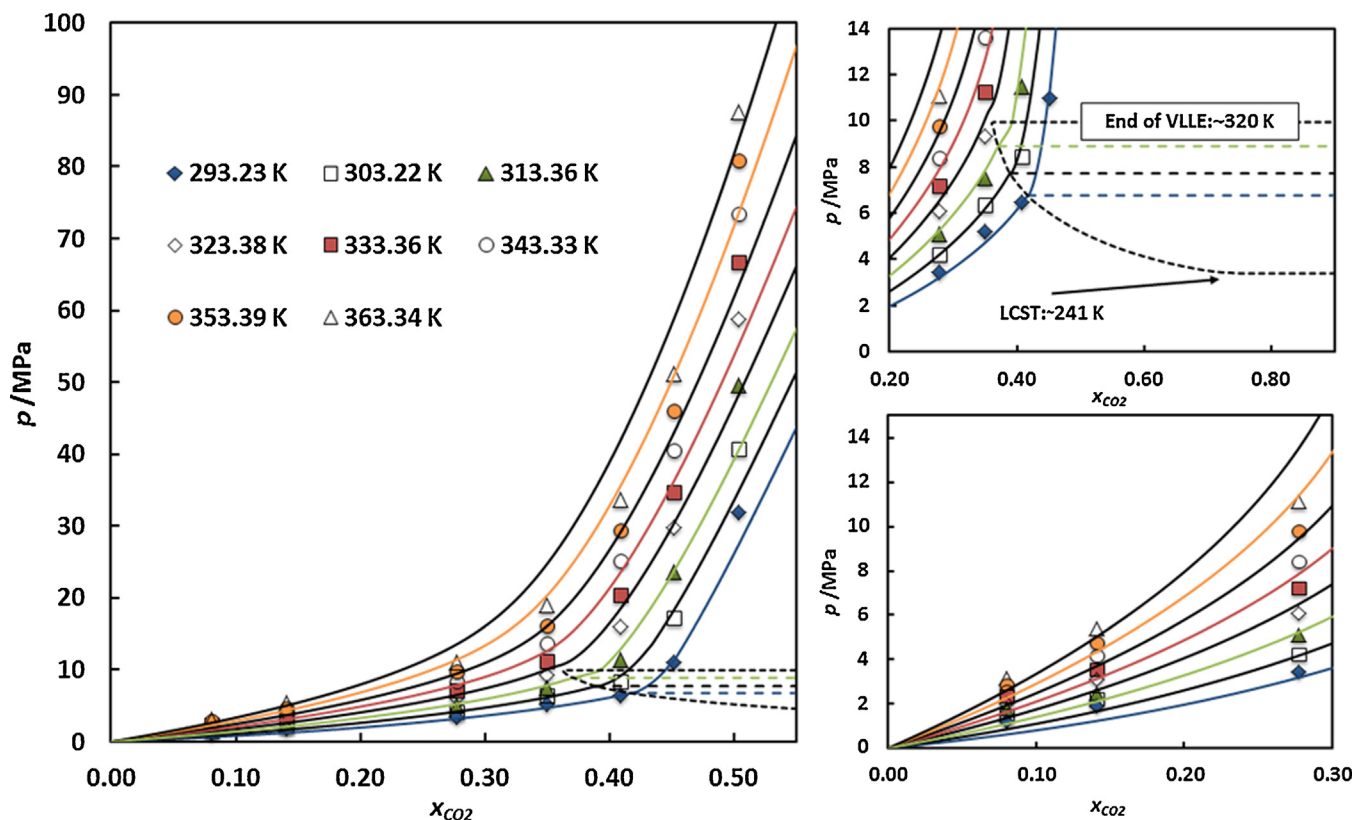 100
90
80
70
60
50
40
30
20
10
0
p /MPa
293.23 K 303.22 K 313.36 K
323.38 K 333.36 K 343.33 K
353.39 K 363.34 K
0.00 0.10 0.20 0.30 0.40 0.50
xCO2
14
12
10
8
6
4
2
0
p /MPa
End of VLLE:~320 K
LCST:~241 K
0.20 0.40 0.60 0.80
xCO2
14
12
10
8
6
4
2
0
p /MPa
0.00 0.10 0.20 0.30
xCO2